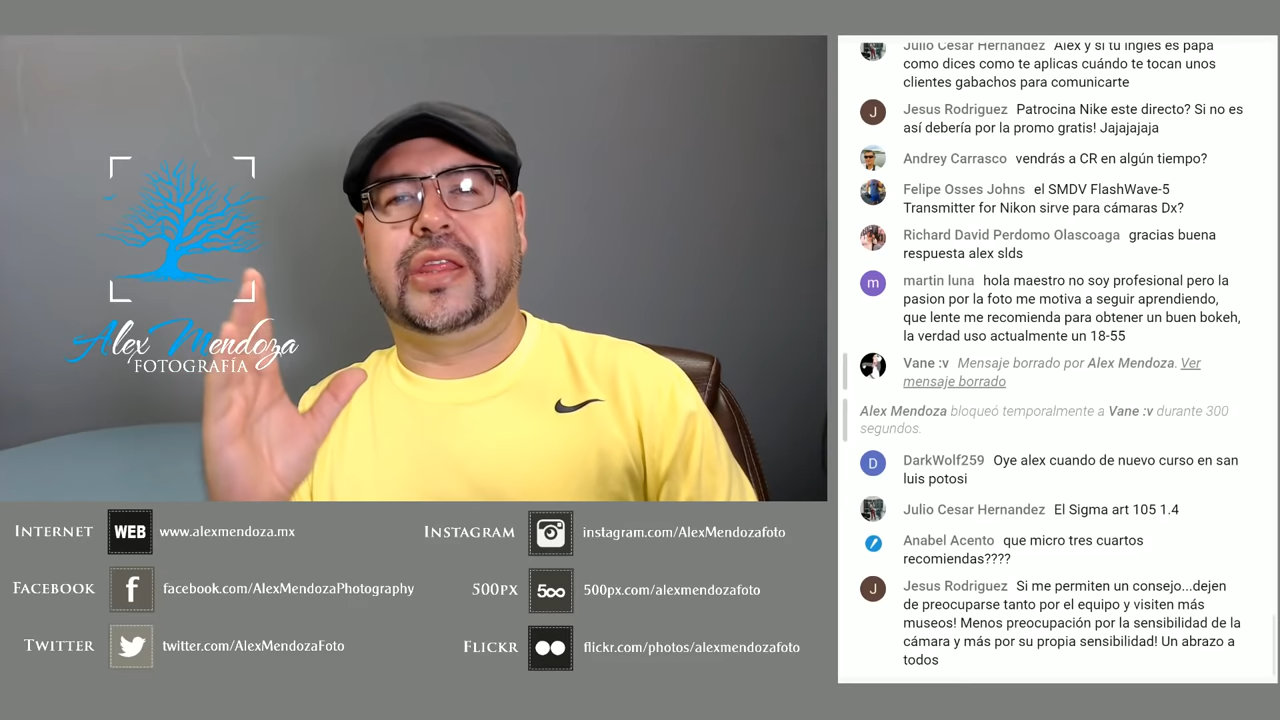 Alex Mendoza
FOTOGRAFÍA
INTERNET
WEB
www.alexmendoza.mx
FACEBOOK
f
facebook.com/AlexMendozaPhotography
TWITTER
twitter.com/AlexMendozaFoto
INSTAGRAM
instagram.com/AlexMendozafoto
500PX
500
500px.com/alexmendozafoto
FLICKR
flickr.com/photos/alexmendozafoto
Julio Cesar Hernandez Alex y si tu ingles es papa
como dices como te aplicas cuándo te tocan unos
clientes gabachos para comunicarte
J
Jesus Rodriguez Patrocina Nike este directo? Si no es
así debería por la promo gratis! Jajajajaja
Andrey Carrasco vendrás a CR en algún tiempo?
Felipe Osses Johns el SMDV FlashWave-5
Transmitter for Nikon sirve para cámaras Dx?
Richard David Perdomo Olascoaga gracias buena
respuesta alex slds
m
martin luna hola maestro no soy profesional pero la
pasion por la foto me motiva a seguir aprendiendo,
que lente me recomienda para obtener un buen bokeh,
la verdad uso actualmente un 18-55
Vane :v Mensaje borrado por Alex Mendoza. Ver
mensaje borrado
Alex Mendoza bloqueó temporalmente a Vane :v durante 300
segundos.
D
DarkWolf259 Oye alex cuando de nuevo curso en san
luis potosi
Julio Cesar Hernandez El Sigma art 105 1.4
Anabel Acento que micro tres cuartos
recomiendas????
J
Jesus Rodriguez Si me permiten un consejo...dejen
de preocuparse tanto por el equipo y visiten más
museos! Menos preocupación por la sensibilidad de la
cámara y más por su propia sensibilidad! Un abrazo a
todos